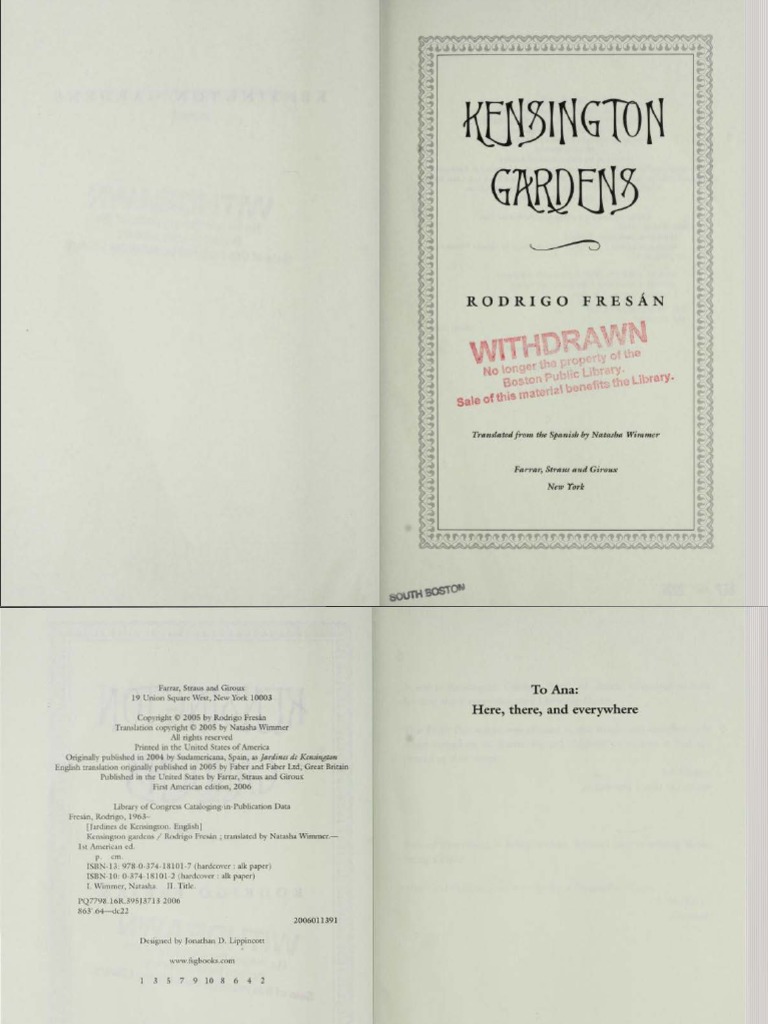 KENSINGTON
GARDENS
RODRIGO FRESÁN
WITHDRAWN
No longer the property of the
Boston Public Library.
Sale of this material benefits the Library.
Translated from the Spanish by Natasha Wimmer
Farrar, Straus and Giroux
New York
SOUTH BOSTON
Farrar, Straus and Giroux
19 Union Square West, New York 10003
Copyright © 2005 by Rodrigo Fresán
Translation copyright © 2005 by Natasha Wimmer
All rights reserved
Printed in the United States of America
Originally published in 2004 by Sudamericana, Spain, as Jardines de Kensington
English translation originally published in 2005 by Faber and Faber Ltd, Great Britain
Published in the United States by Farrar, Straus and Giroux
First American edition, 2006
Library of Congress Cataloging-in-Publication Data
Fresán, Rodrigo, 1963–
[Jardines de Kensington. English]
Kensington gardens / Rodrigo Fresán ; translated by Natasha Wimmer.—
1st American ed.
p. cm.
ISBN-13: 978-0-374-18101-7 (hardcover : alk paper)
ISBN-10: 0-374-18101-2 (hardcover : alk paper)
I. Wimmer, Natasha II. Title.
PQ7798.16R.395J3713 2006
863'.64—dc22
2006011391
Designed by Jonathan D. Lippincott
www.fsgbooks.com
1 3 5 7 9 10 8 6 4 2
To Ana:
Here, there, and everywhere